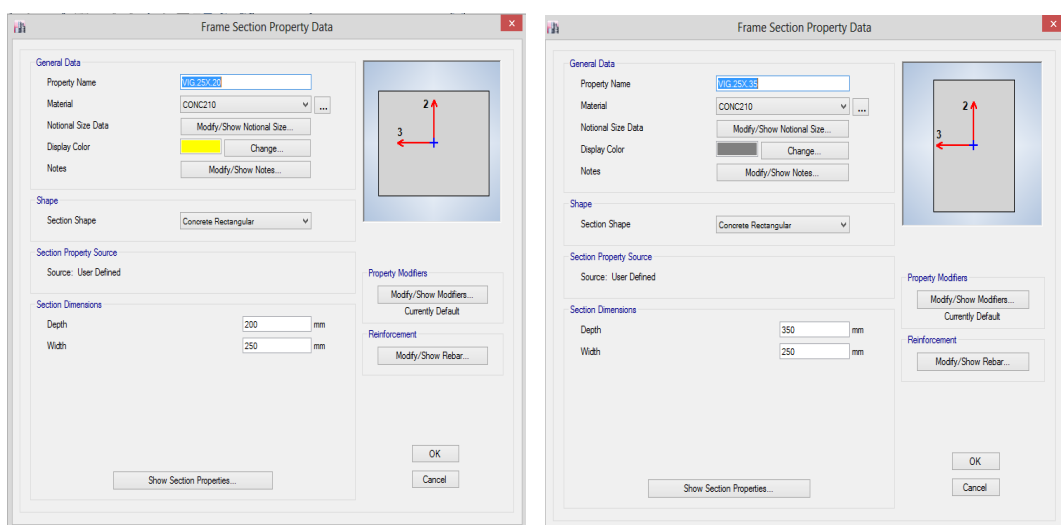 Frame Section Property Data
x
General Data
Property Name VIG.25X.20
Material CONC210 ...
Notional Size Data Modify/Show Notional Size...
Display Color Change...
Notes Modify/Show Notes...
2
3
Shape
Section Shape Concrete Rectangular
Section Property Source
Source: User Defined
Property Modifiers
Modify/Show Modifiers...
Currently Default
Section Dimensions
Depth 200 mm
Width 250 mm
Reinforcement
Modify/Show Rebar...
OK
Show Section Properties...
Cancel
Frame Section Property Data
x
General Data
Property Name VIG.25X.35
Material CONC210 ...
Notional Size Data Modify/Show Notional Size...
Display Color Change...
Notes Modify/Show Notes...
2
3
Shape
Section Shape Concrete Rectangular
Section Property Source
Source: User Defined
Property Modifiers
Modify/Show Modifiers...
Currently Default
Section Dimensions
Depth 350 mm
Width 250 mm
Reinforcement
Modify/Show Rebar...
OK
Show Section Properties...
Cancel